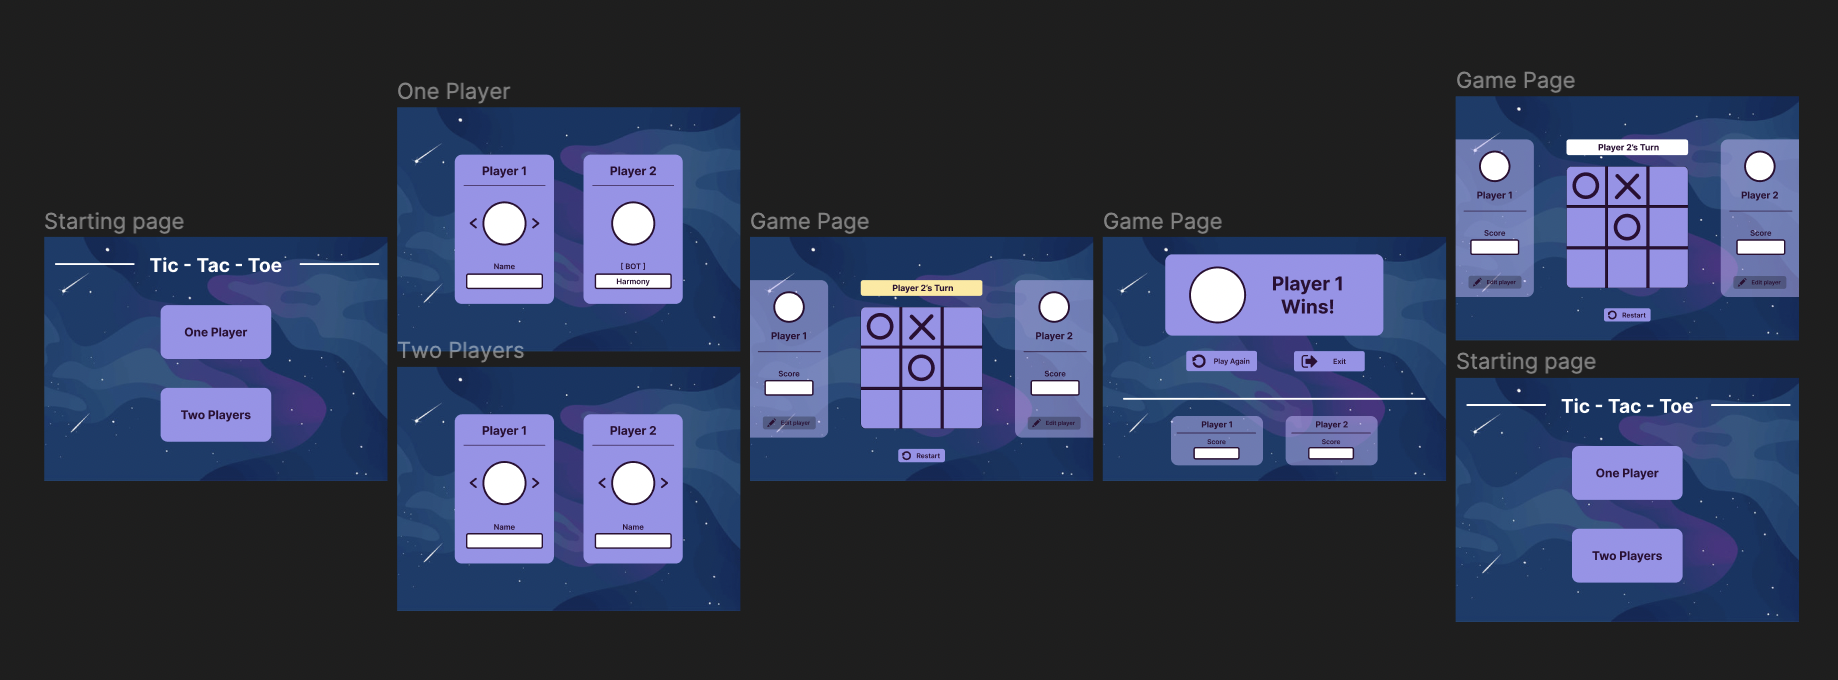 Starting page
Tic - Tac - Toe
One Player
Two Players
One Player
Player 1
Player 2
< >
Name
[ BOT ]
Harmony
Two Players
Player 1
Player 2
< >
< >
Name
Name
Game Page
Player 2's Turn
Player 1
Score
Edit player
O X
O
Player 2
Score
Edit player
Restart
Game Page
Player 1
Wins!
Play Again
Exit
Player 1
Score
Player 2
Score
Game Page
Player 2's Turn
Player 1
Score
Edit player
O X
O
Player 2
Score
Edit player
Restart
Starting page
Tic - Tac - Toe
One Player
Two Players